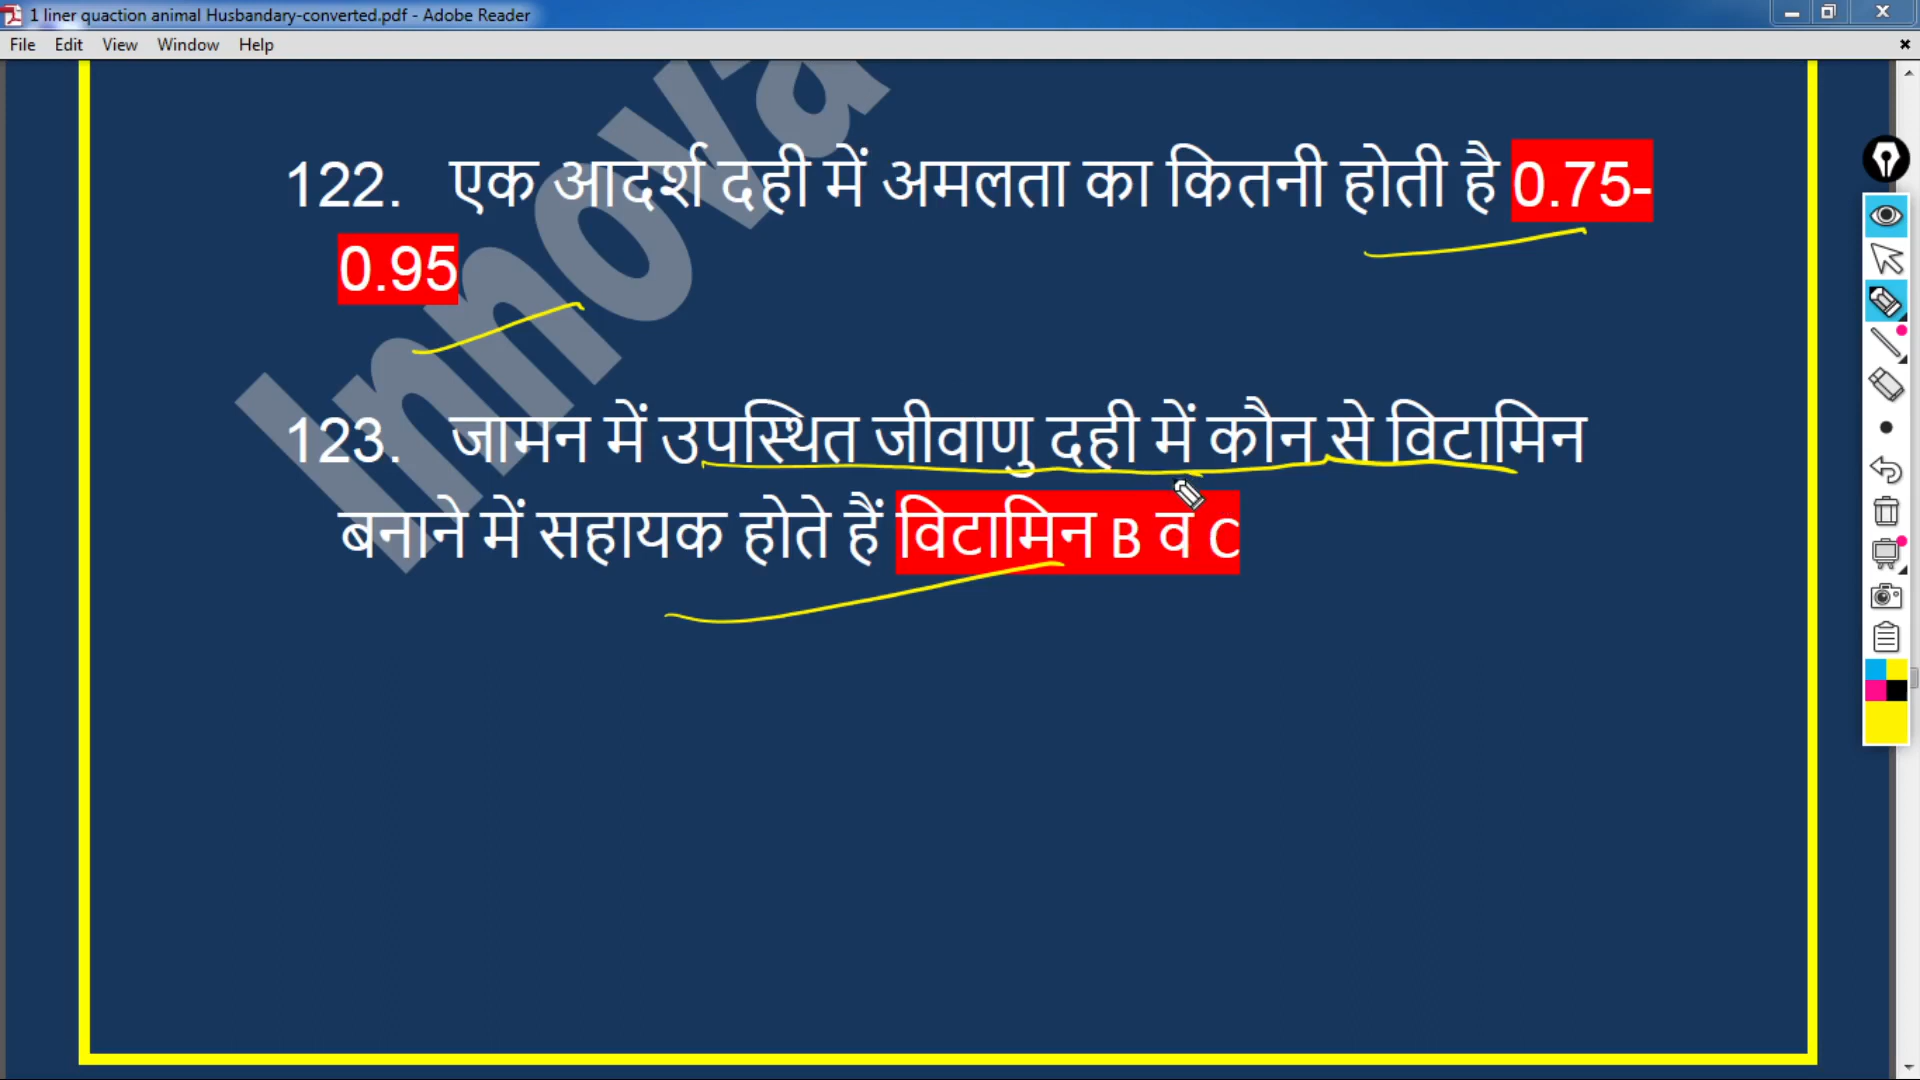 1 liner quaction animal Husbandary-converted.pdf - Adobe Reader
File Edit View Window Help
122. एक आदर्श दही में अमलता का कितनी होती है 0.75-
0.95
123. जामन में उपस्थित जीवाणु दही में कौन से विटामिन
बनाने में सहायक होते हैं विटामिन B व C
Innova